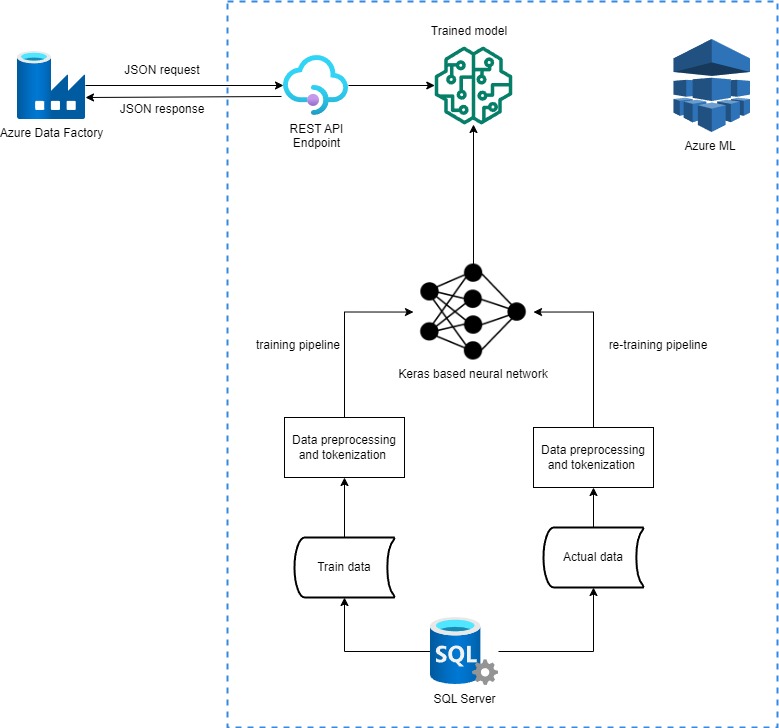 Trained model
JSON request
JSON response
Azure Data Factory
REST API
Endpoint
Azure ML
training pipeline
re-training pipeline
Keras based neural network
Data preprocessing
and tokenization
Data preprocessing
and tokenization
Train data
Actual data
SQL
SQL Server